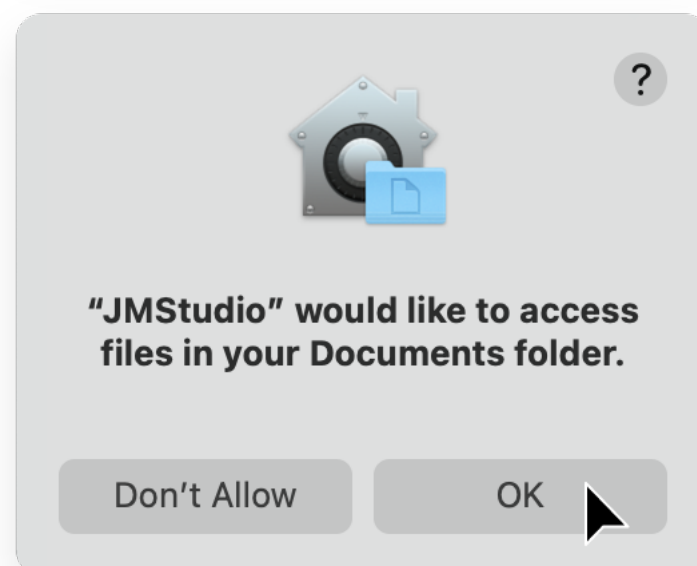 ?
“JMStudio” would like to access
files in your Documents folder.
Don’t Allow
OK